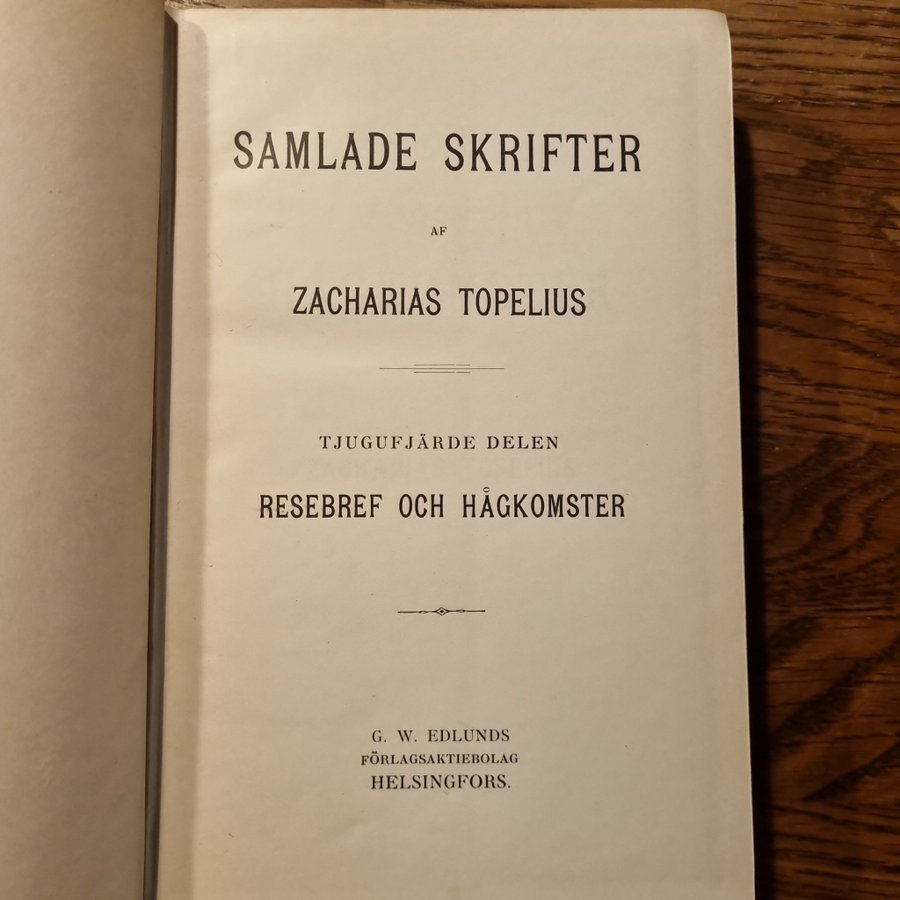 SAMLADE SKRIFTER
AF
ZACHARIAS TOPELIUS
TJUGUFJÄRDE DELEN
RESEBREF OCH HÅGKOMSTER
G. W. EDLUNDS
FÖRLAGSAKTIEBOLAG
HELSINGFORS.